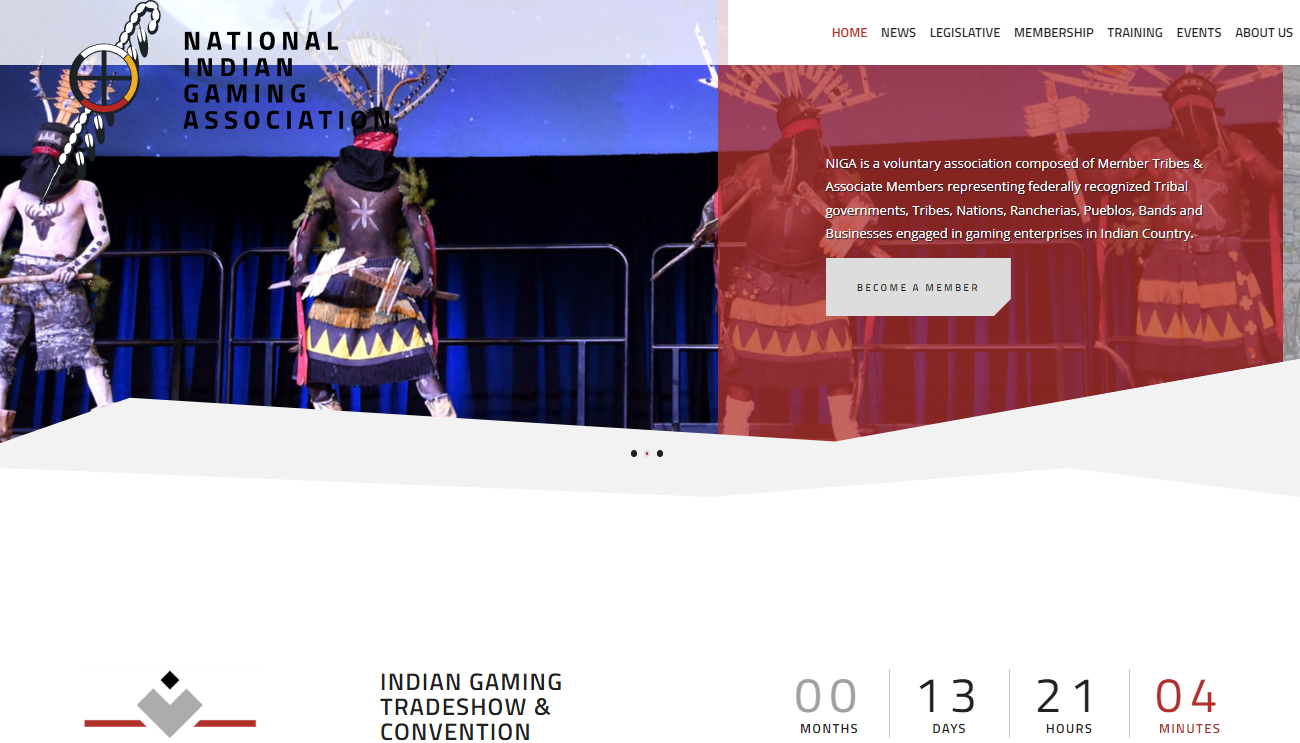 NATIONAL
INDIAN
GAMING
ASSOCIATION
HOME NEWS LEGISLATIVE MEMBERSHIP TRAINING EVENTS ABOUT US
NIGA is a voluntary association composed of Member Tribes &
Associate Members representing federally recognized Tribal
governments, Tribes, Nations, Rancherias, Pueblos, Bands and
Businesses engaged in gaming enterprises in Indian Country.
BECOME A MEMBER
INDIAN GAMING
TRADESHOW &
CONVENTION
00 13 21 04
MONTHS DAYS HOURS MINUTES